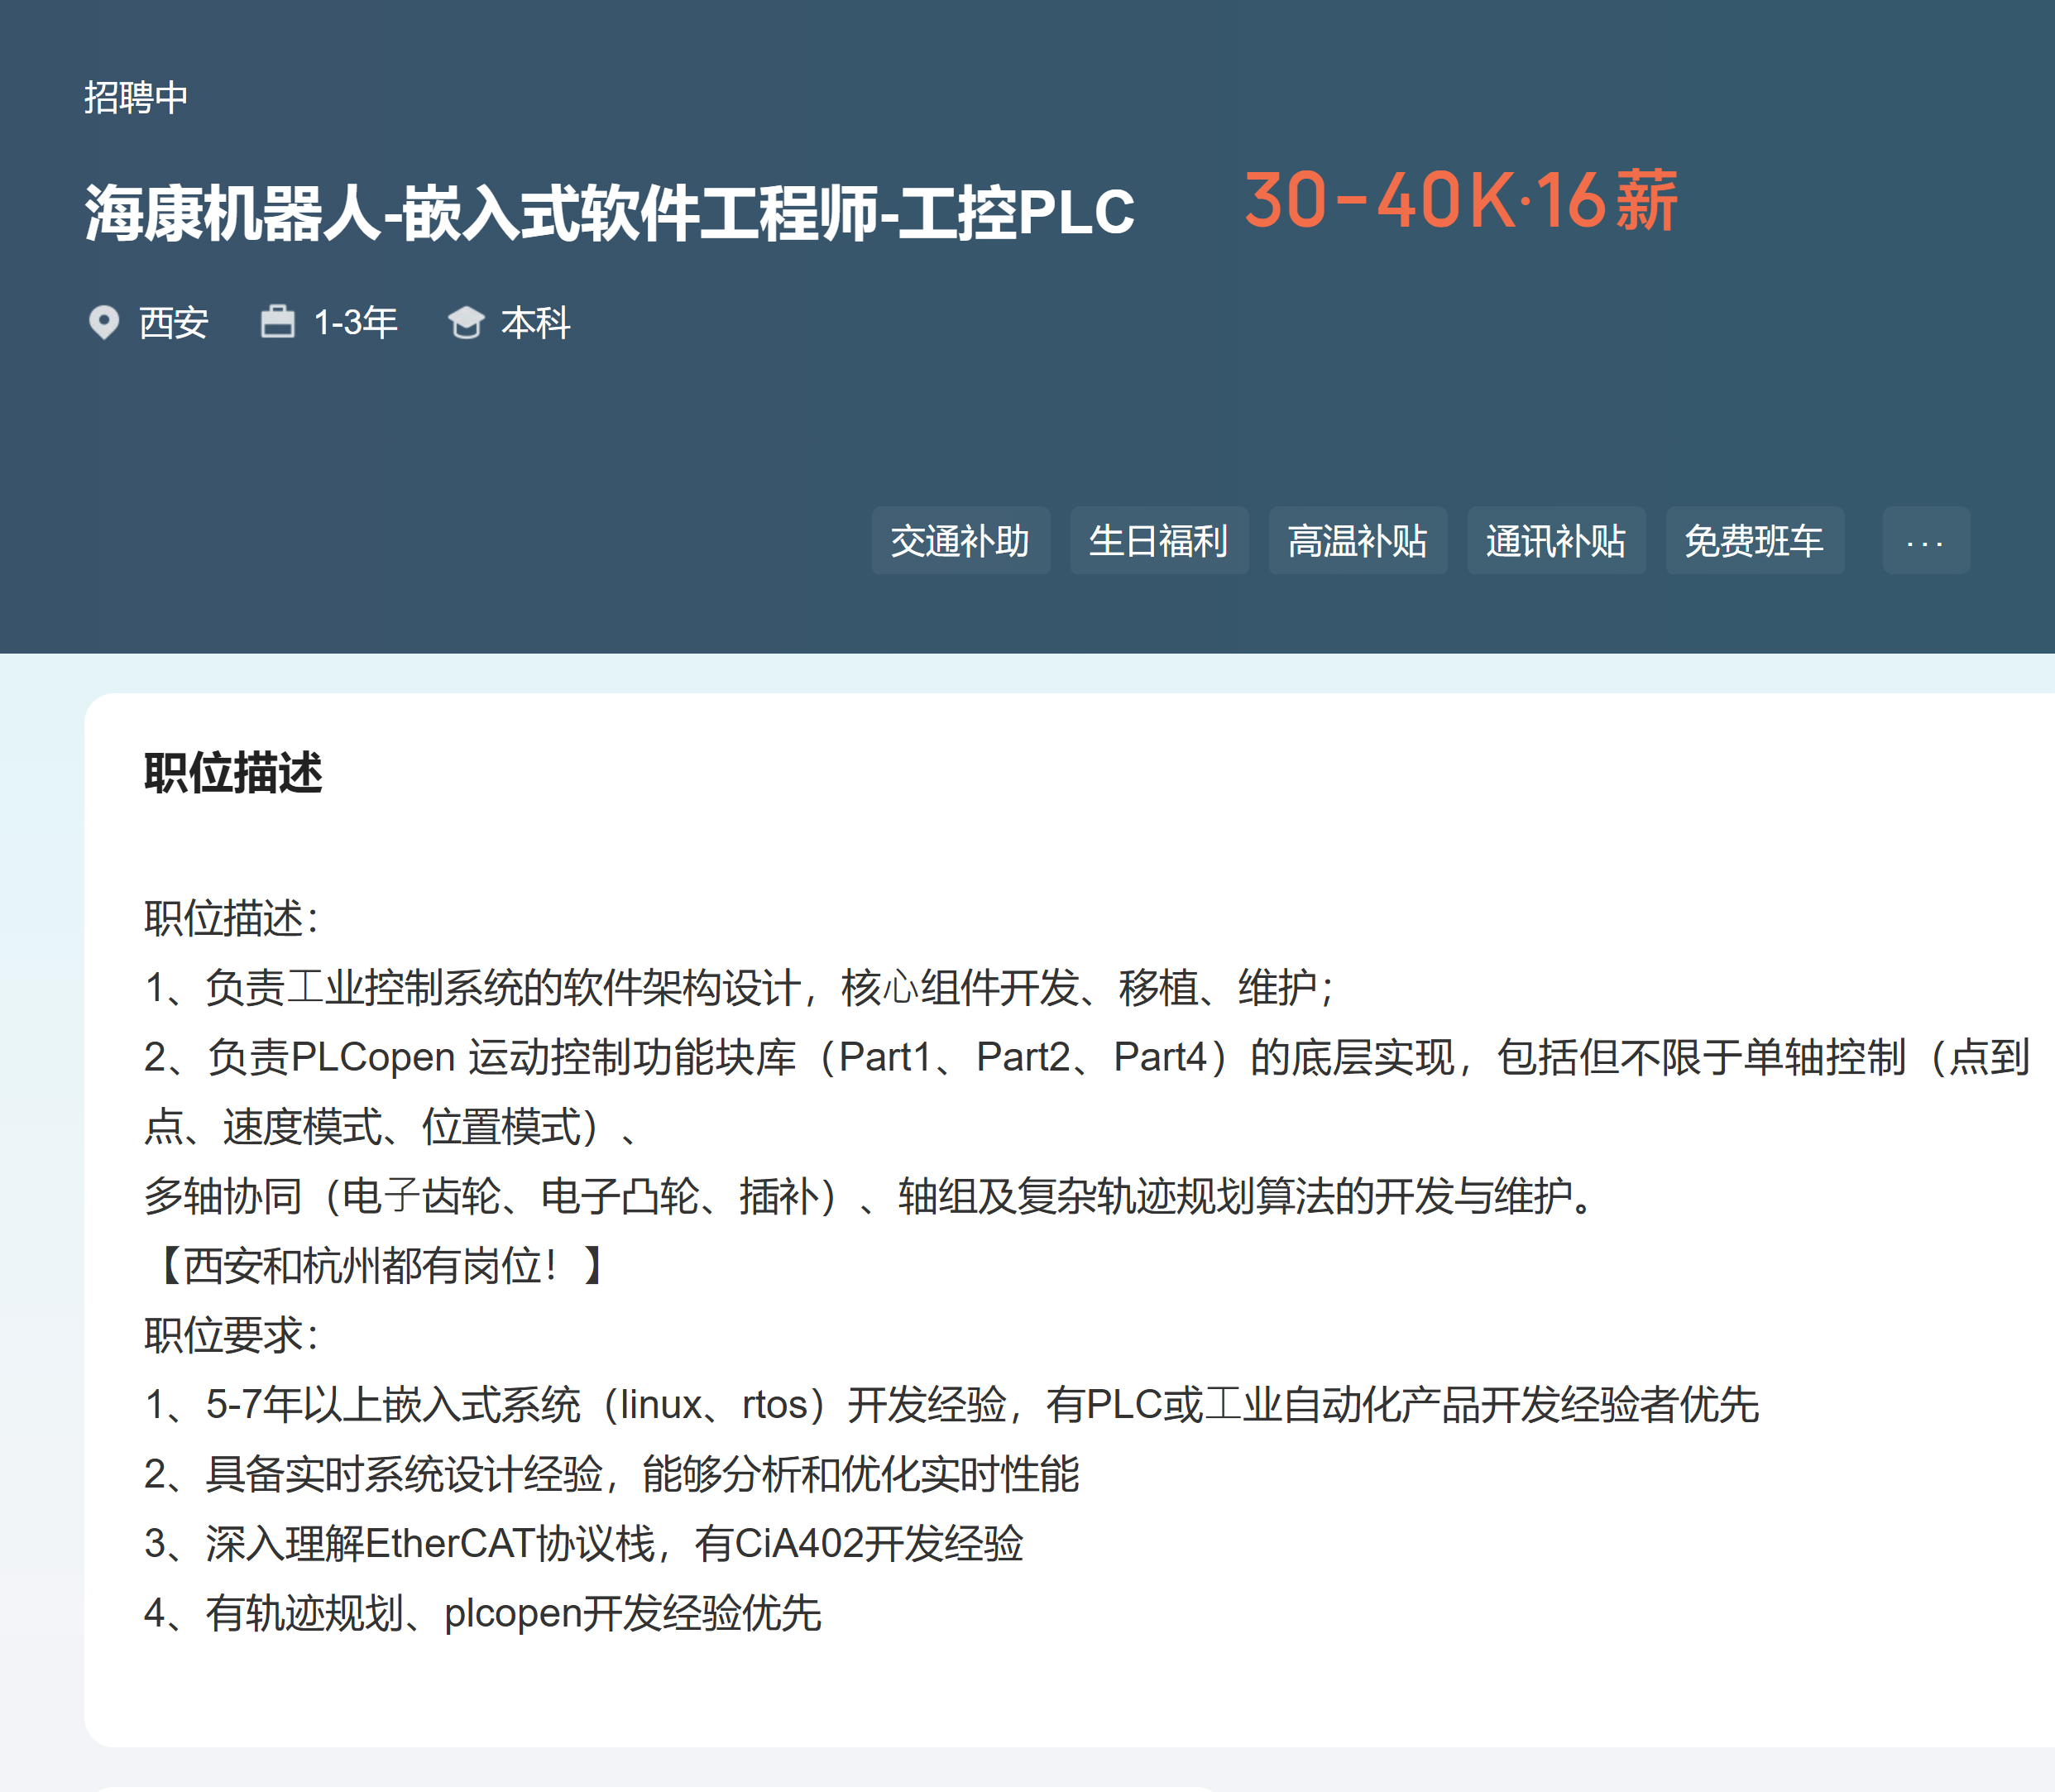 招聘中
海康机器人-嵌入式软件工程师-工控PLC 30-40K·16薪
西安 1-3年 本科
交通补助 生日福利 高温补贴 通讯补贴 免费班车 ...
职位描述
职位描述：
1、负责工业控制系统的软件架构设计，核心组件开发、移植、维护；
2、负责PLCopen 运动控制功能块库（Part1、Part2、Part4）的底层实现，包括但不限于单轴控制（点到
点、速度模式、位置模式）、
多轴协同（电子齿轮、电子凸轮、插补）、轴组及复杂轨迹规划算法的开发与维护。
【西安和杭州都有岗位！】
职位要求：
1、5-7年以上嵌入式系统（linux、rtos）开发经验，有PLC或工业自动化产品开发经验者优先
2、具备实时系统设计经验，能够分析和优化实时性能
3、深入理解EtherCAT协议栈，有CiA402开发经验
4、有轨迹规划、plcopen开发经验优先